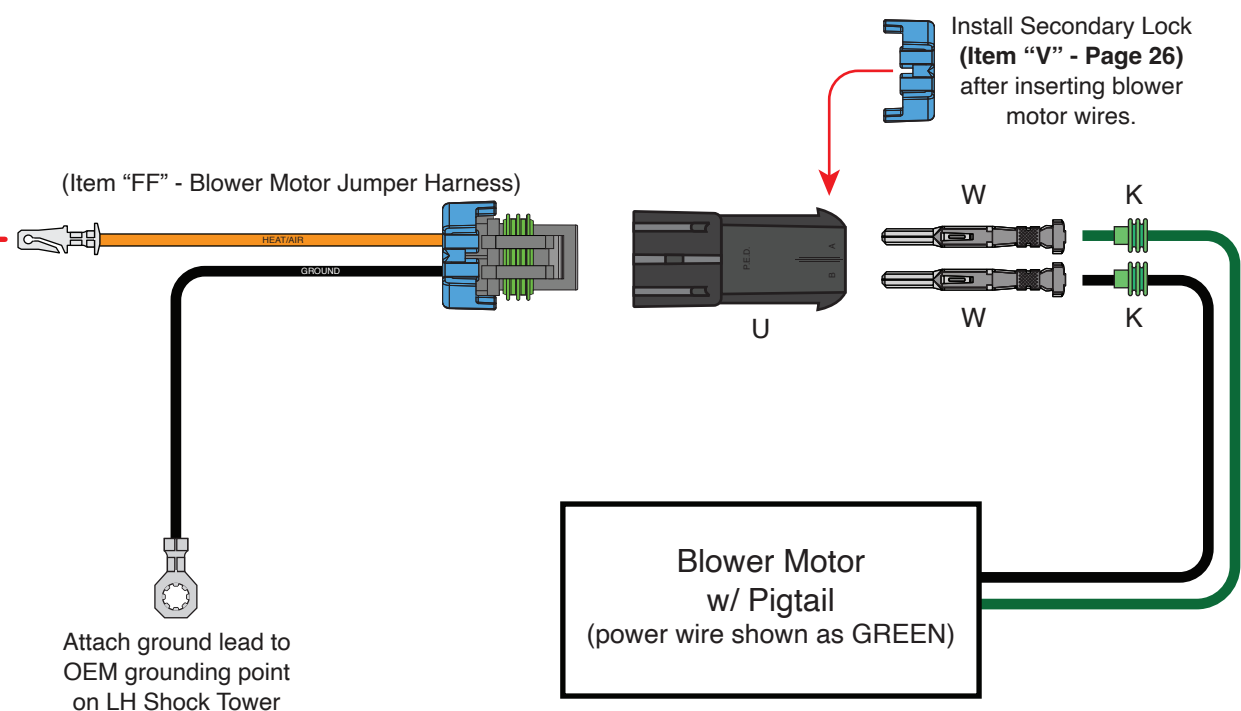 Install Secondary Lock
(Item “V” - Page 26)
after inserting blower
motor wires.
(Item “FF” - Blower Motor Jumper Harness)
HEAT/AIR
GROUND
P.E.D.
A
B
U
W
K
W
K
Blower Motor
w/ Pigtail
(power wire shown as GREEN)
Attach ground lead to
OEM grounding point
on LH Shock Tower